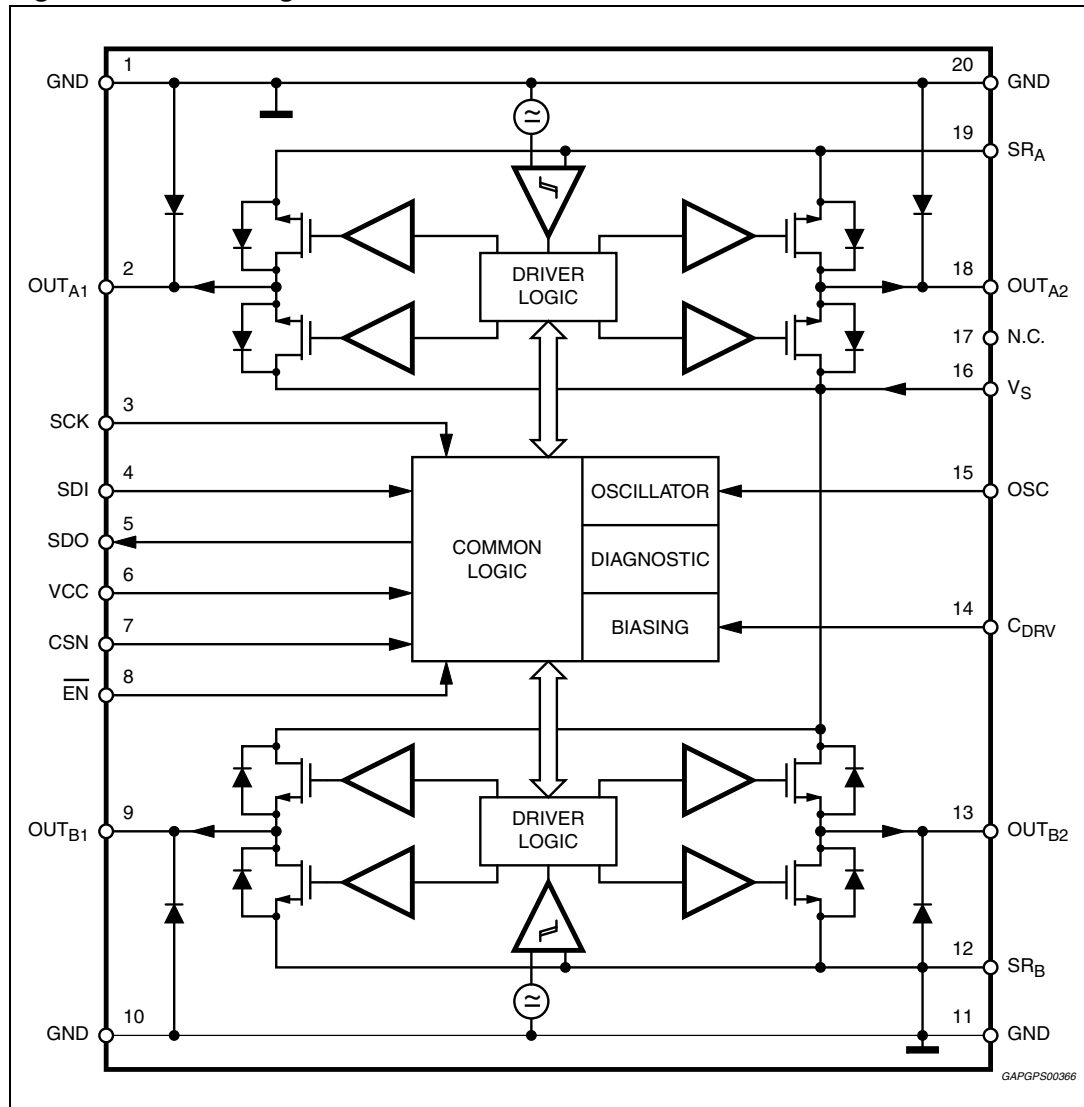 1
20
GND
GND
19
SRA
2
18
OUTA1
DRIVER
LOGIC
OUTA2
17
N.C.
16
VS
3
SCK
4
15
SDI
OSCILLATOR
OSC
5
SDO
COMMON
LOGIC
DIAGNOSTIC
6
VCC
14
7
BIASING
CDRV
CSN
8
EN
9
13
OUTB1
DRIVER
LOGIC
OUTB2
12
SRB
10
11
GND
GND
GAPGPS00366